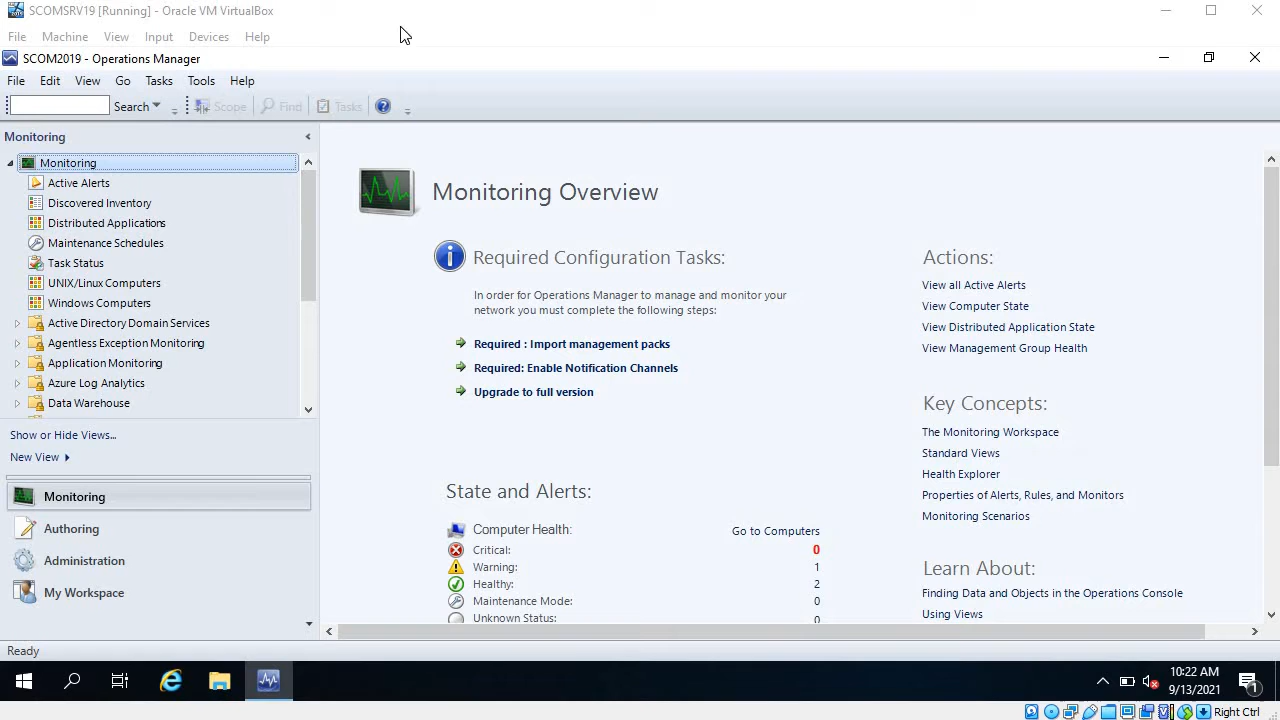 SCOMSRV19 [Running] - Oracle VM VirtualBox
File Machine View Input Devices Help
SCOM2019 - Operations Manager
File Edit View Go Tasks Tools Help
Search Scope Find Tasks
Monitoring
Monitoring
Active Alerts
Discovered Inventory
Distributed Applications
Maintenance Schedules
Task Status
UNIX/Linux Computers
Windows Computers
Active Directory Domain Services
Agentless Exception Monitoring
Application Monitoring
Azure Log Analytics
Data Warehouse
Show or Hide Views...
New View
Monitoring
Authoring
Administration
My Workspace
Monitoring Overview
Required Configuration Tasks:
In order for Operations Manager to manage and monitor your
network you must complete the following steps:
Required : Import management packs
Required: Enable Notification Channels
Upgrade to full version
State and Alerts:
Computer Health: Go to Computers
Critical: 0
Warning: 1
Healthy: 2
Maintenance Mode: 0
Unknown Status: 0
Actions:
View all Active Alerts
View Computer State
View Distributed Application State
View Management Group Health
Key Concepts:
The Monitoring Workspace
Standard Views
Health Explorer
Properties of Alerts, Rules, and Monitors
Monitoring Scenarios
Learn About:
Finding Data and Objects in the Operations Console
Using Views
Ready
10:22 AM
9/13/2021
1
Right Ctrl